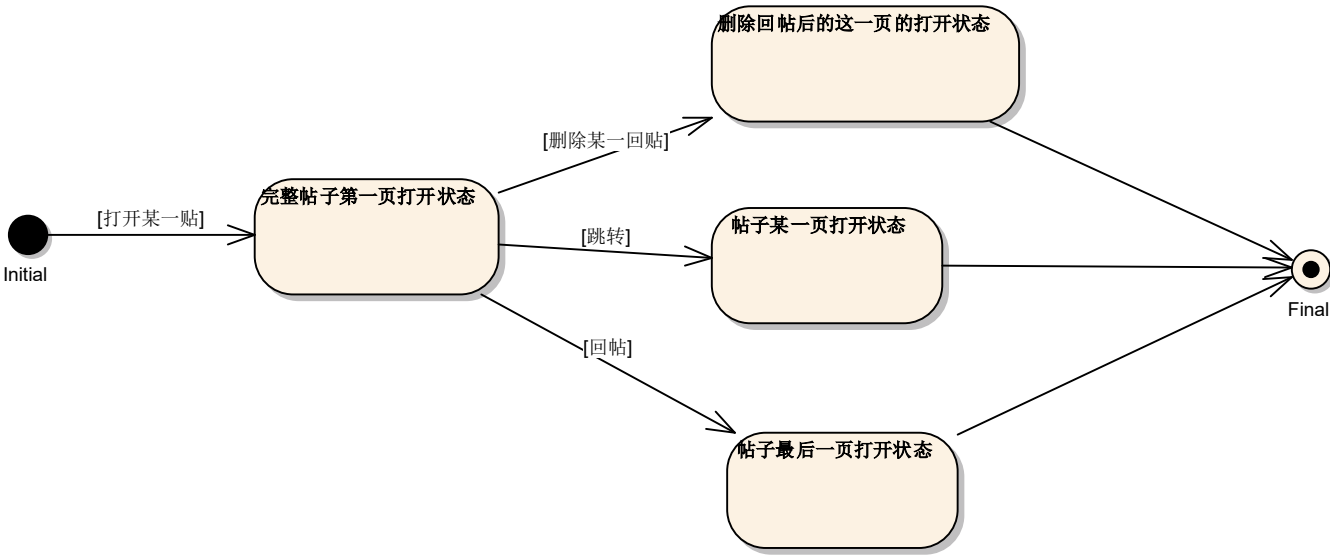 删除回帖后的这一页的打开状态
[删除某一回贴]
完整帖子第一页打开状态
[打开某一贴]
Initial
[跳转]
帖子某一页打开状态
Final
[回帖]
帖子最后一页打开状态